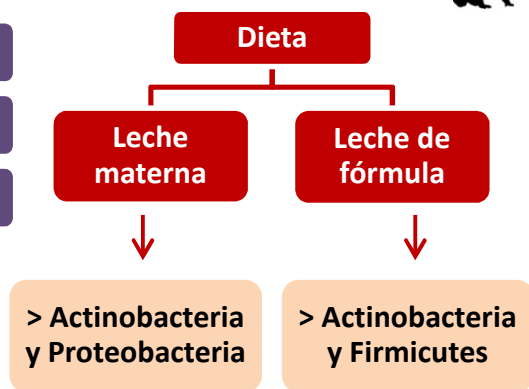 Dieta
Leche
materna
Leche de
fórmula
> Actinobacteria
y Proteobacteria
> Actinobacteria
y Firmicutes